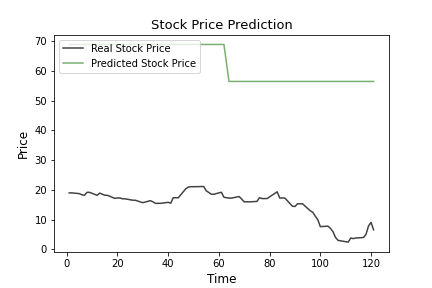 Stock Price Prediction
70
60
50
40
30
20
10
0
Price
Real Stock Price
Predicted Stock Price
0 20 40 60 80 100 120
Time